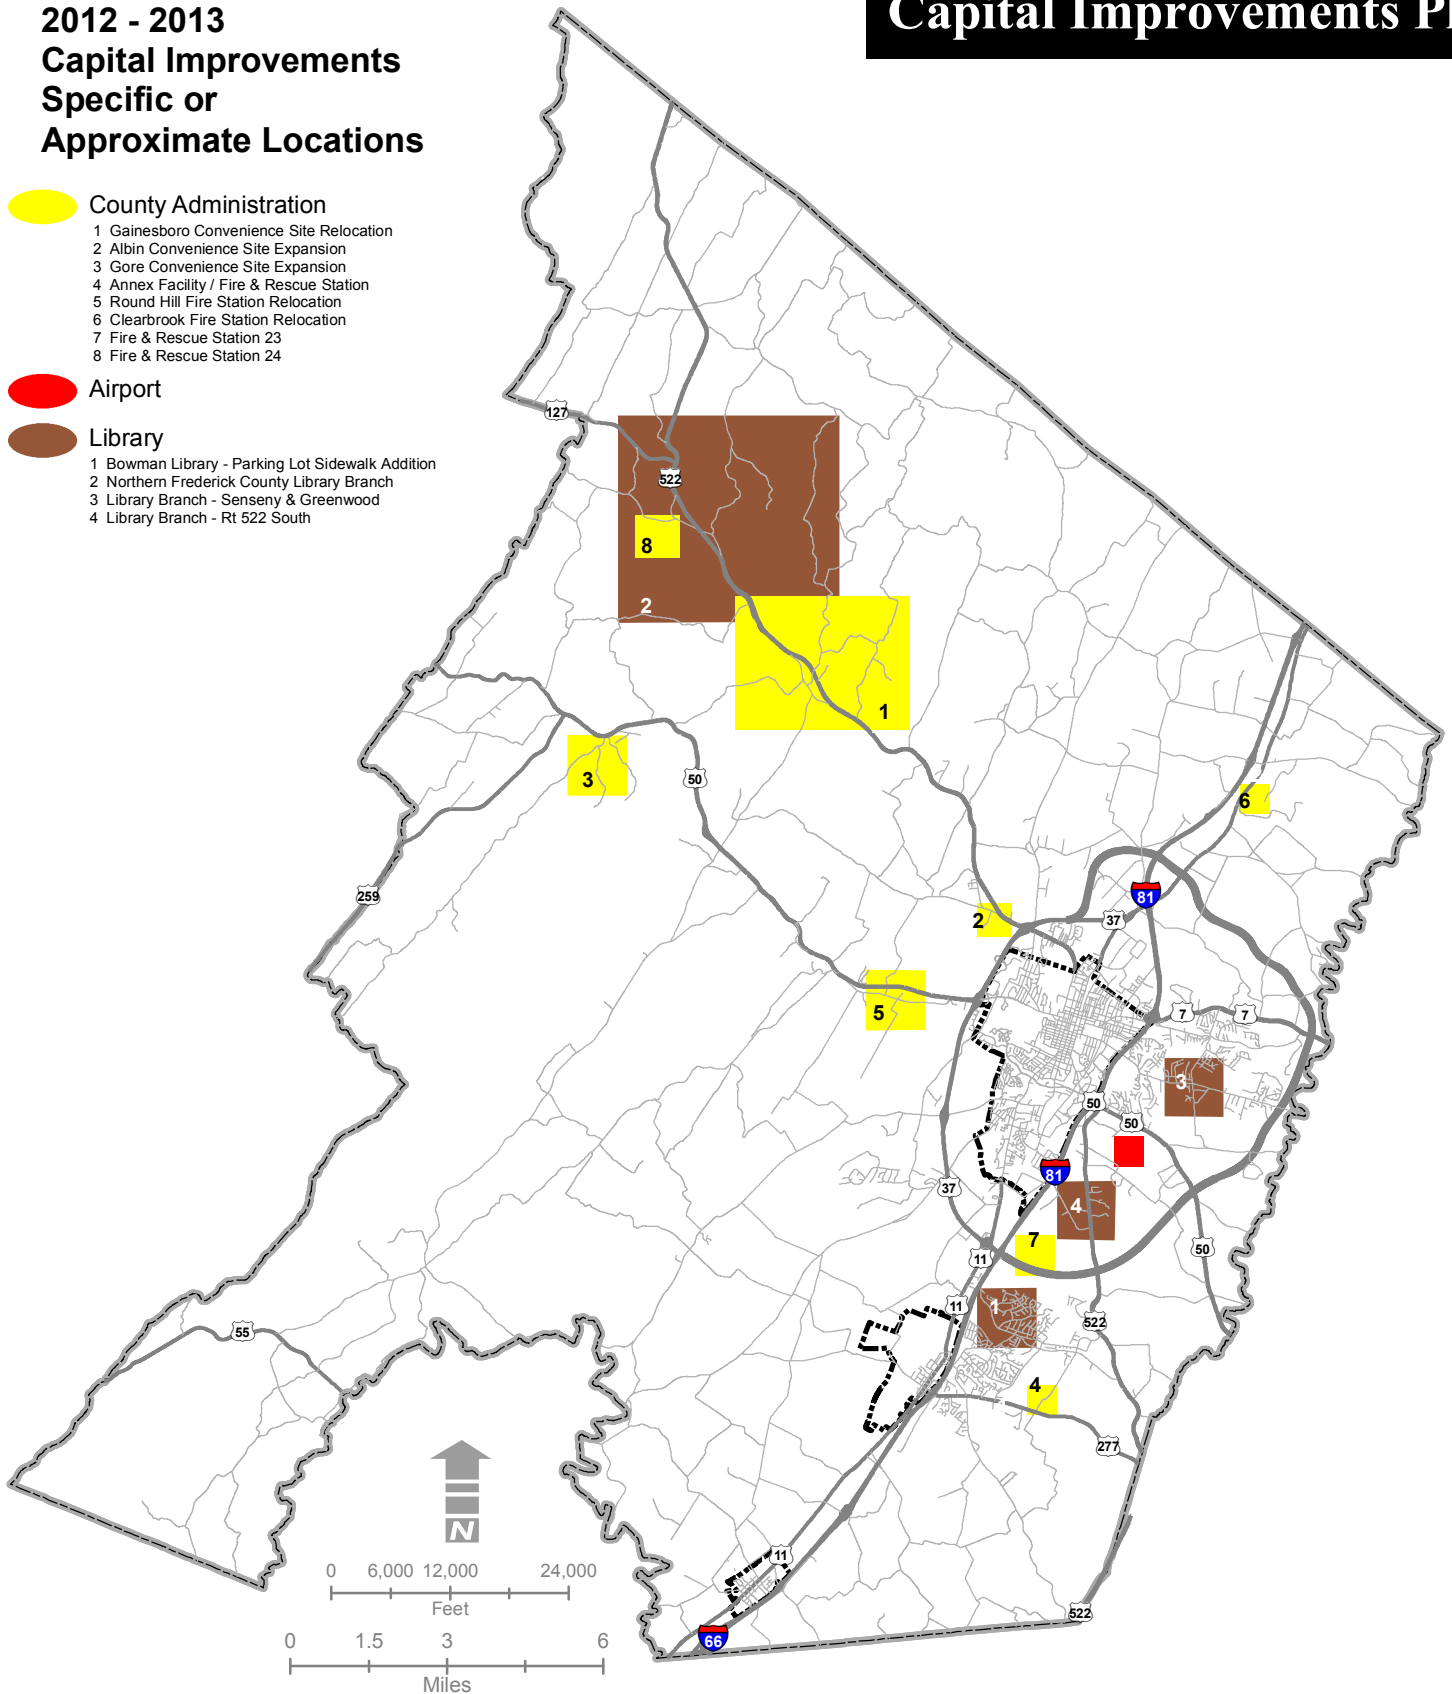 2012 - 2013
Capital Improvements
Specific or
Approximate Locations
Capital Improvements
County Administration
1 Gainesboro Convenience Site Relocation
2 Albin Convenience Site Expansion
3 Gore Convenience Site Expansion
4 Annex Facility / Fire & Rescue Station
5 Round Hill Fire Station Relocation
6 Clearbrook Fire Station Relocation
7 Fire & Rescue Station 23
8 Fire & Rescue Station 24
Airport
Library
1 Bowman Library - Parking Lot Sidewalk Addition
2 Northern Frederick County Library Branch
3 Library Branch - Senseny & Greenwood
4 Library Branch - Rt 522 South
127
522
8
2
1
3
50
6
259
81
2
37
5
7
7
3
50
50
81
4
37
7
50
11
11
1
522
55
4
277
N
11
522
66
0 6,000 12,000 24,000
Feet
0 1.5 3 6
Miles